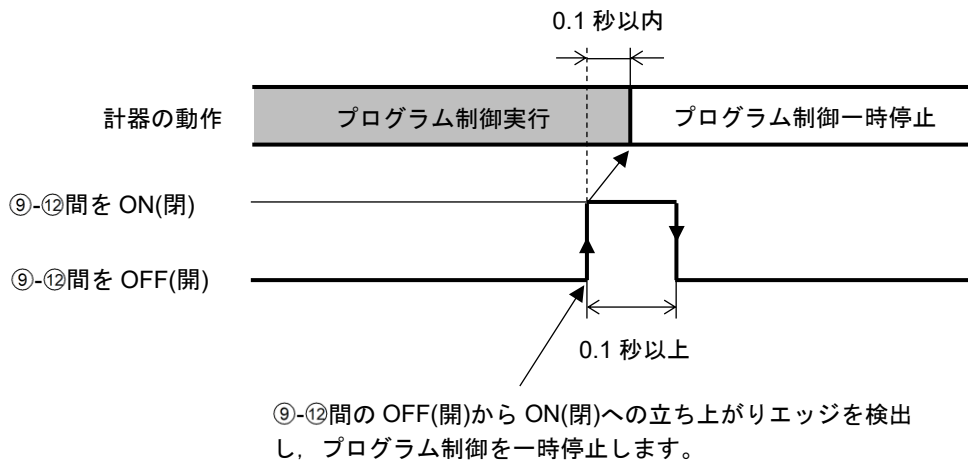 0.1 秒以内
計器の動作 プログラム制御実行 プログラム制御一時停止
⑨-⑫間を ON(閉)
⑨-⑫間を OFF(開)
0.1 秒以上
⑨-⑫間の OFF(開)から ON(閉)への立ち上がりエッジを検出
し，プログラム制御を一時停止します。